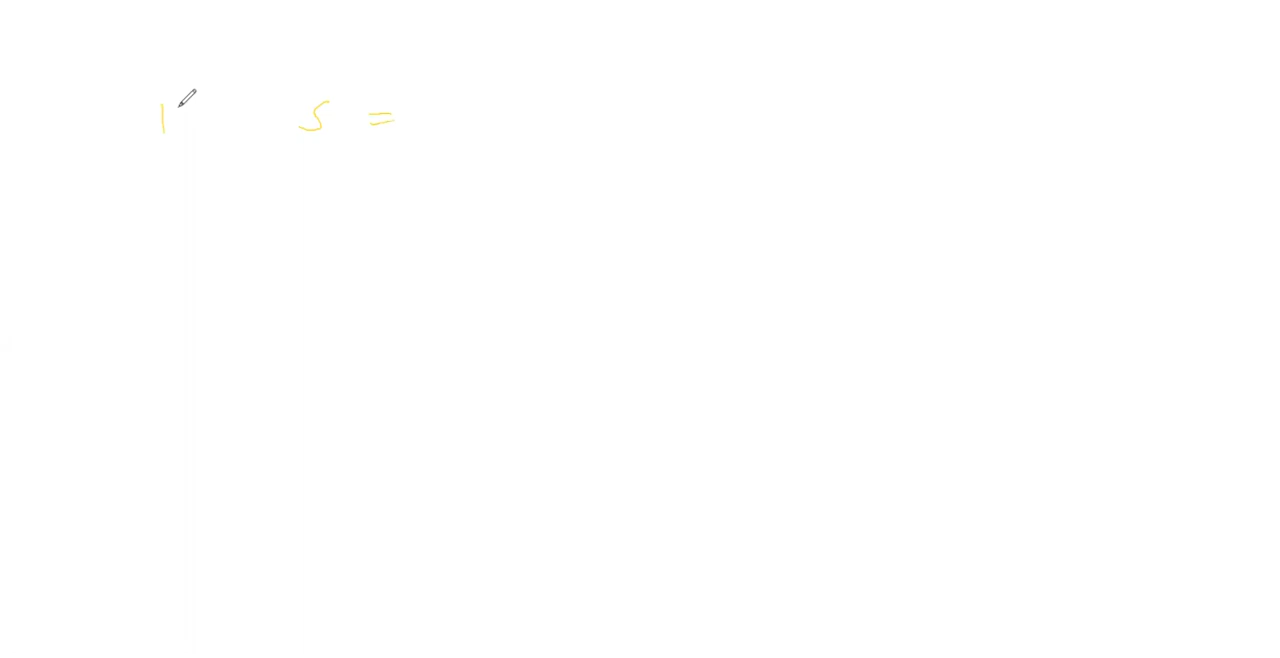 1 S =